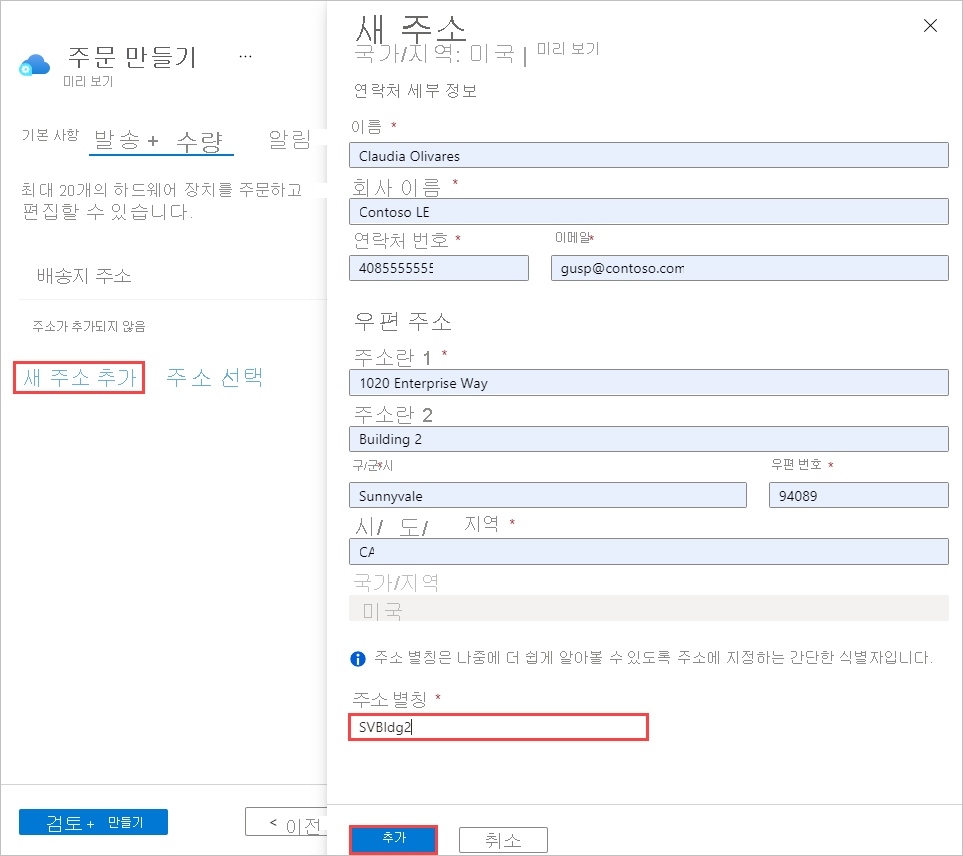 주문 만들기 ...
미리 보기
기본 사항 발송 + 수량 알림
최대 20개의 하드웨어 장치를 주문하고
편집할 수 있습니다.
배송지 주소
주소가 추가되지 않음
새 주소 추가 주소 선택
검토 + 만들기 < 이전
새 주소
국가/지역: 미국 | 미리 보기
연락처 세부 정보
이름 *
Claudia Olivares
회사 이름 *
Contoso LE
연락처 번호 * 이메일*
4085555555 gusp@contoso.com
우편 주소
주소란 1 *
1020 Enterprise Way
주소란 2
Building 2
구/군/시 * 우편 번호 *
Sunnyvale 94089
시/ 도/ 지역 *
CA
국가/지역
미국
주소 별칭은 나중에 더 쉽게 알아볼 수 있도록 주소에 지정하는 간단한 식별자입니다.
주소 별칭 *
SVBldg2
추가 취소